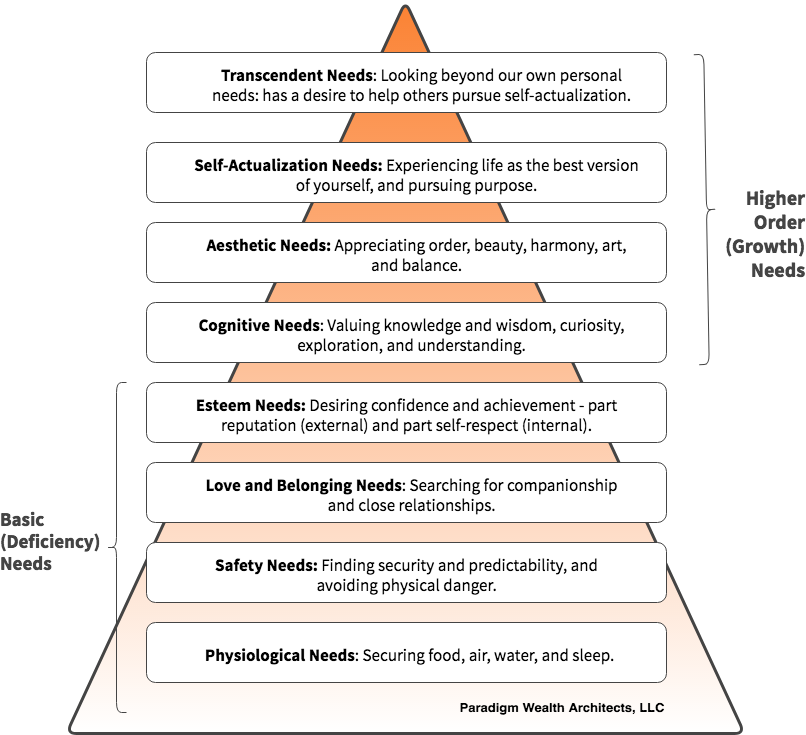 Transcendent Needs: Looking beyond our own personal
needs: has a desire to help others pursue self-actualization.
Self-Actualization Needs: Experiencing life as the best version
of yourself, and pursuing purpose.
Aesthetic Needs: Appreciating order, beauty, harmony, art,
and balance.
Cognitive Needs: Valuing knowledge and wisdom, curiosity,
exploration, and understanding.
Higher
Order
(Growth)
Needs
Esteem Needs: Desiring confidence and achievement - part
reputation (external) and part self-respect (internal).
Love and Belonging Needs: Searching for companionship
and close relationships.
Safety Needs: Finding security and predictability, and
avoiding physical danger.
Physiological Needs: Securing food, air, water, and sleep.
Basic
(Deficiency)
Needs
Paradigm Wealth Architects, LLC